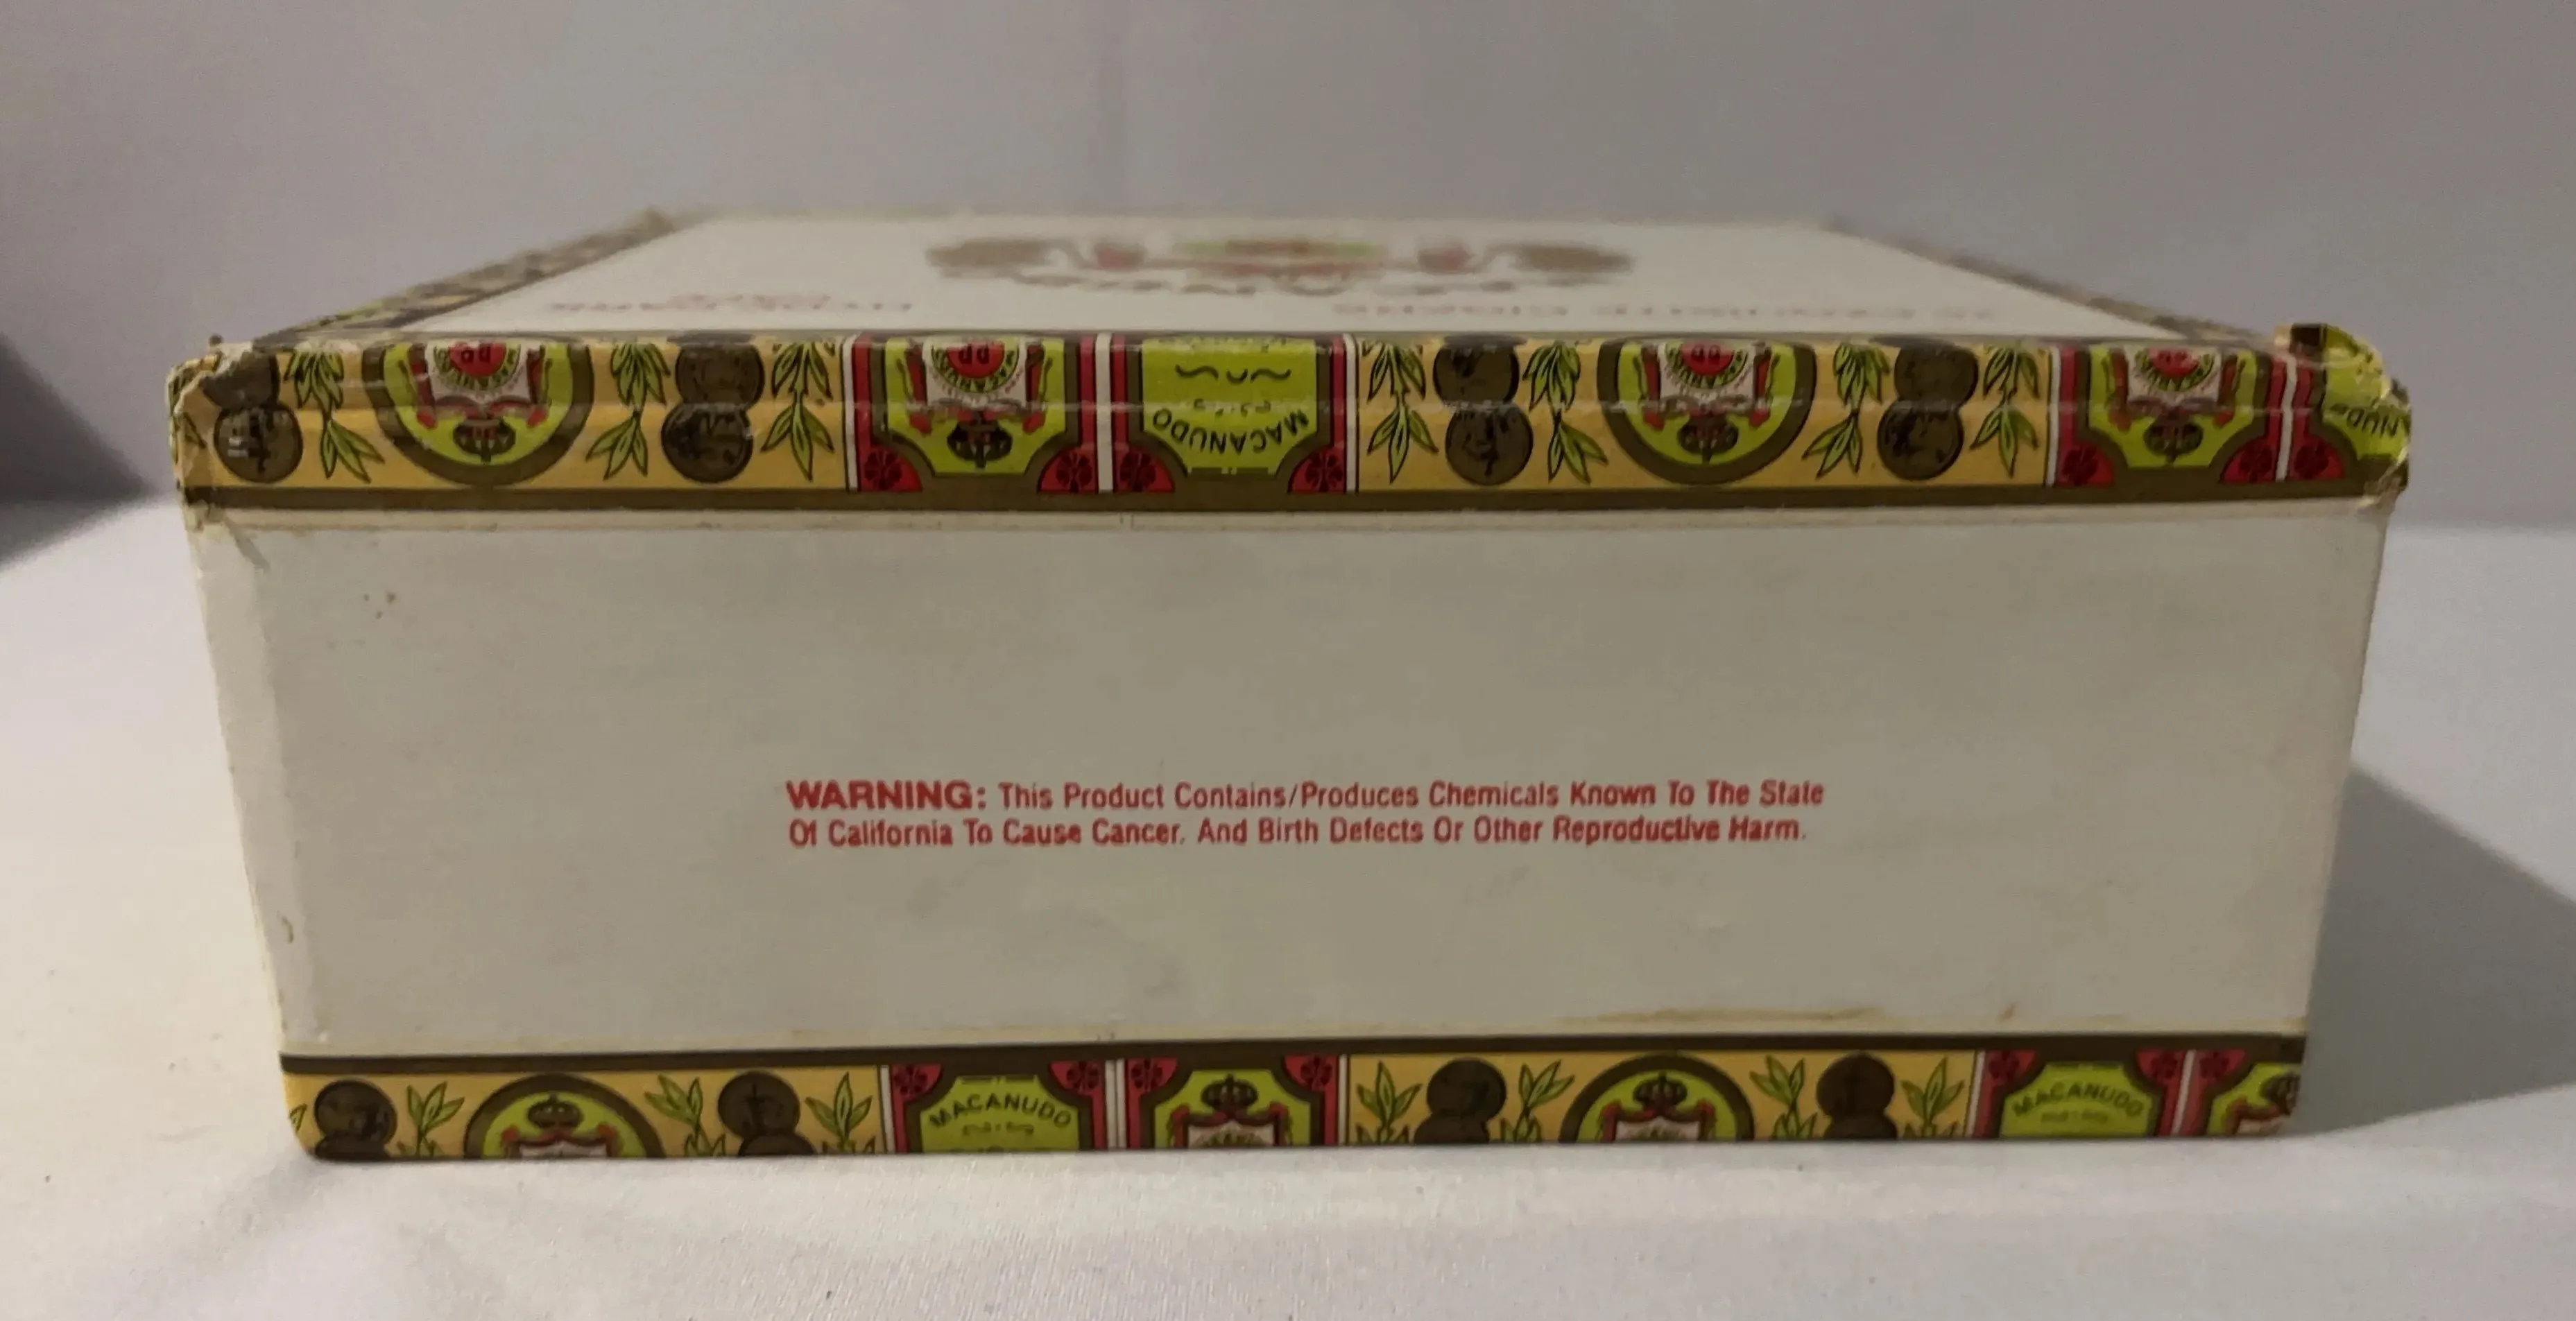 MACANUDO
MACANUDO
WARNING: This Product Contains/Produces Chemicals Known To The State
Of California To Cause Cancer, And Birth Defects Or Other Reproductive Harm.
MACANUDO
MACANUDO